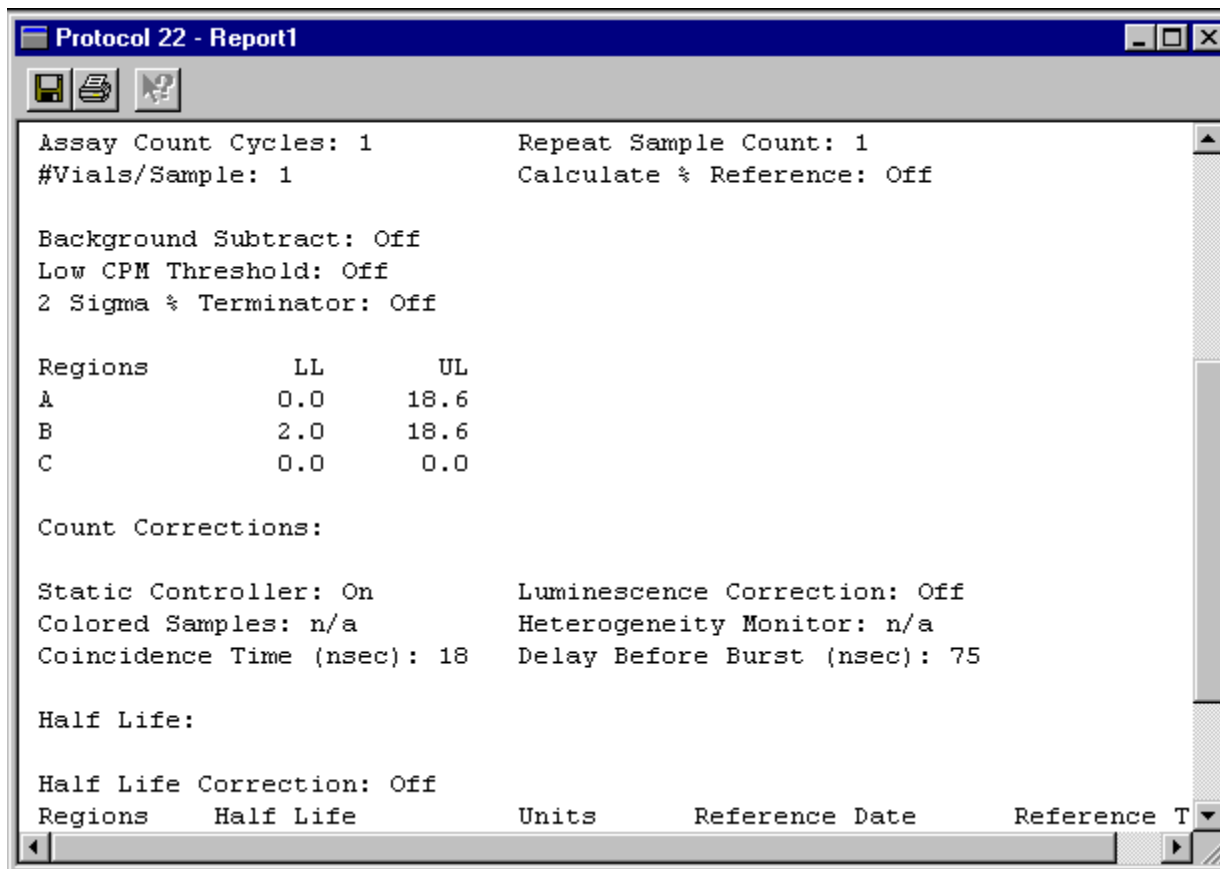 Protocol 22 - Report1
Assay Count Cycles: 1 Repeat Sample Count: 1
#Vials/Sample: 1 Calculate % Reference: Off
Background Subtract: Off
Low CPM Threshold: Off
2 Sigma % Terminator: Off
Regions LL UL
A 0.0 18.6
B 2.0 18.6
C 0.0 0.0
Count Corrections:
Static Controller: On Luminescence Correction: Off
Colored Samples: n/a Heterogeneity Monitor: n/a
Coincidence Time (nsec): 18 Delay Before Burst (nsec): 75
Half Life:
Half Life Correction: Off
Regions Half Life Units Reference Date Reference T